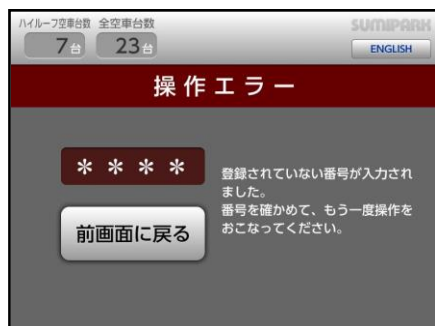 ハイルーフ空車台数 全空車台数
7台 23台
SUMIPARK
ENGLISH
操作エラー
＊＊＊＊
登録されていない番号が入力され
ました。
番号を確かめて、もう一度操作を
おこなってください。
前画面に戻る